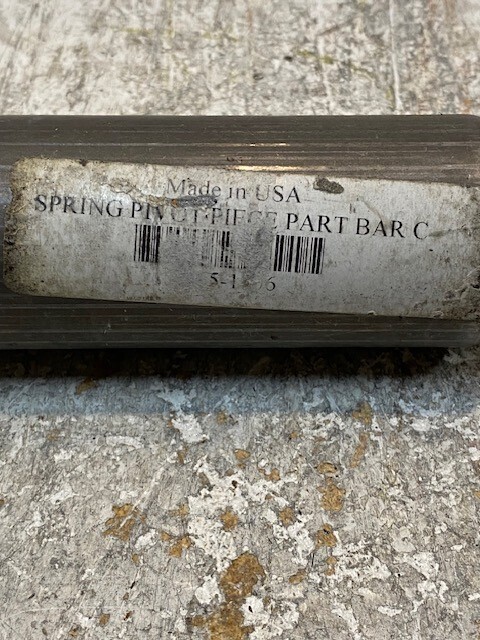 Made in USA
SPRING PIVOT PIECE PART BAR C